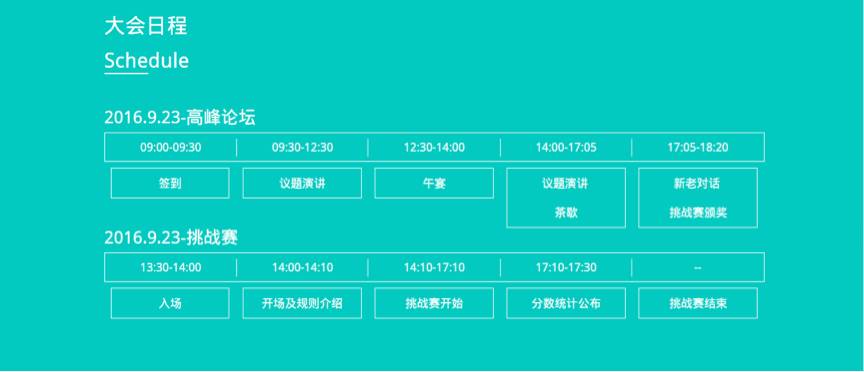 大会日程
Schedule
2016.9.23-高峰论坛
09:00-09:30 09:30-12:30 12:30-14:00 14:00-17:05 17:05-18:20
签到 议题演讲 午宴 议题演讲 新老对话
茶歇 挑战赛颁奖
2016.9.23-挑战赛
13:30-14:00 14:00-14:10 14:10-17:10 17:10-17:30 --
入场 开场及规则介绍 挑战赛开始 分数统计公布 挑战赛结束